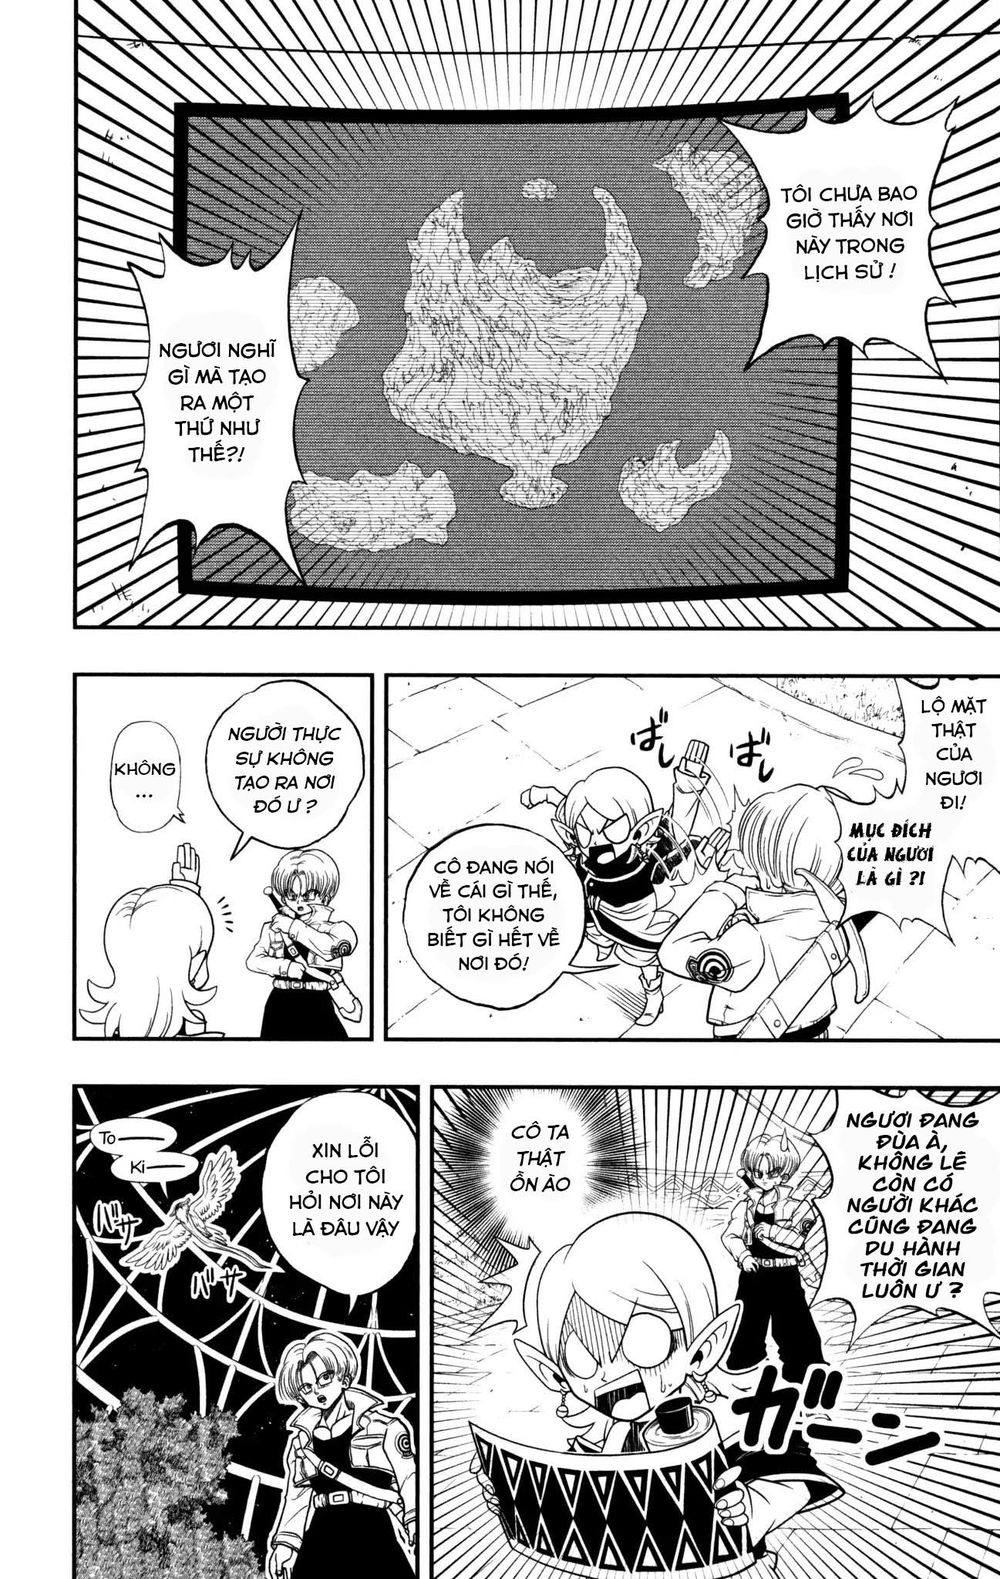 TÔI CHƯA BAO
GIỜ THẤY NƠI
NÀY TRONG
LỊCH SỬ !
NGƯƠI NGHĨ
GÌ MÀ TẠO
RA MỘT
THỨ NHƯ
THẾ?!
LỘ MẶT
THẬT
CỦA
NGƯƠI
ĐI!
MỤC ĐÍCH
CỦA NGƯỜI
LÀ GÌ ?!
ばし
ばし
CÔ ĐANG NÓI
VỀ CÁI GÌ THẾ,
TÔI KHÔNG
BIẾT GÌ HẾT VỀ
NƠI ĐÓ!
NGƯỜI THỰC
SỰ KHÔNG
TẠO RA NƠI
ĐÓ Ư ?
KHÔNG
...
NGƯƠI ĐANG
ĐÙA À,
KHÔNG LẼ
CÒN CÓ
NGƯỜI KHÁC
CŨNG ĐANG
DU HÀNH
THỜI GIAN
LUÔN Ư ?
CÔ TA
THẬT
ỒN ÀO
ガーン
XIN LỖI
CHO TÔI
HỎI NƠI NÀY
LÀ ĐÂU VẬY
To
Ki
バサ
バサ